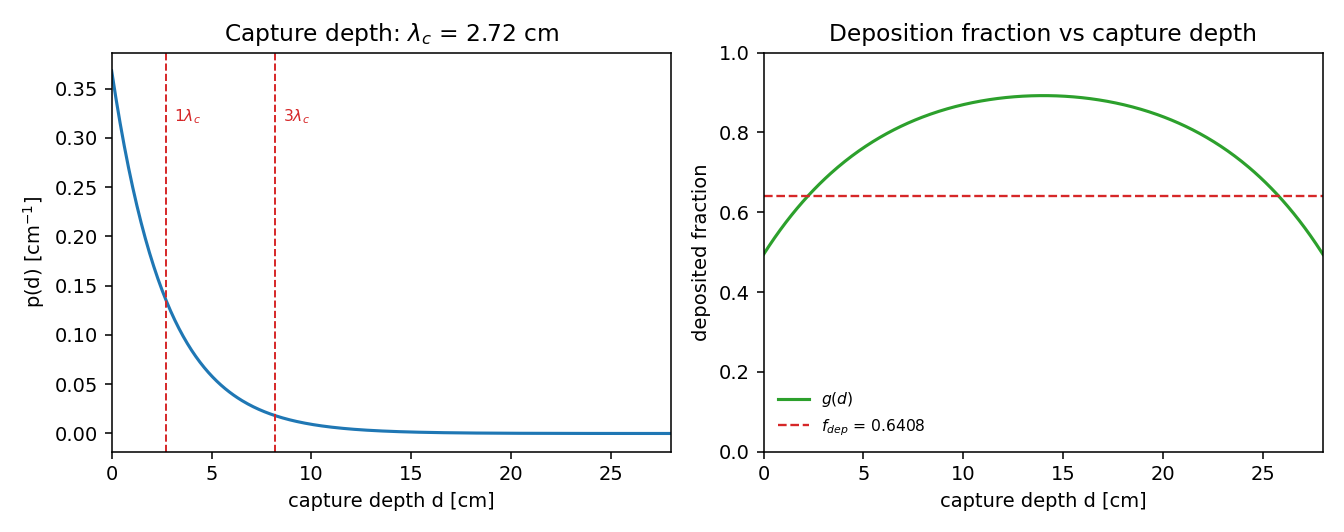 Capture depth: λc = 2.72 cm
p(d) [cm⁻¹]
0.35
0.30
0.25
0.20
0.15
0.10
0.05
0.00
1λc
3λc
0 5 10 15 20 25
capture depth d [cm]
Deposition fraction vs capture depth
deposited fraction
1.0
0.8
0.6
0.4
0.2
0.0
g(d)
f_dep = 0.6408
0 5 10 15 20 25
capture depth d [cm]